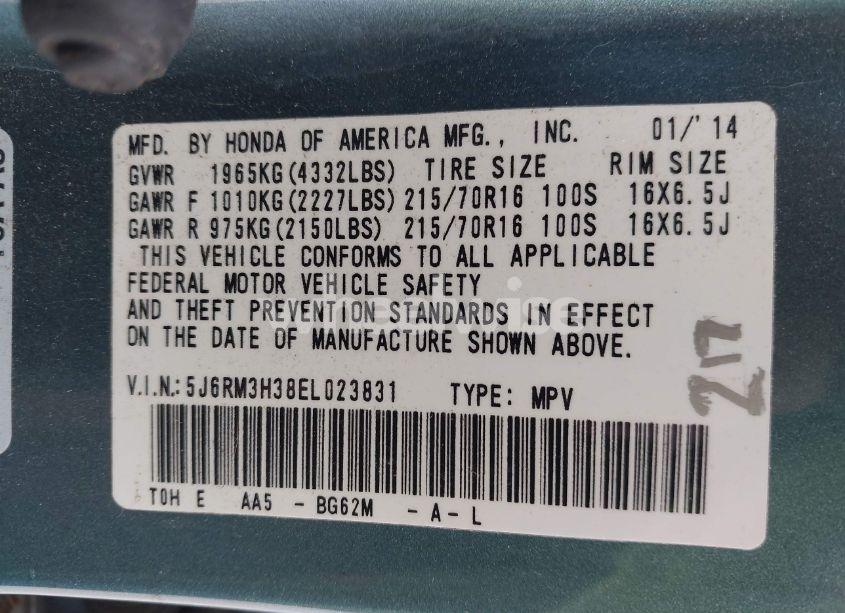 MFD. BY HONDA OF AMERICA MFG., INC. 01/'14
GVWR 1965KG(4332LBS) TIRE SIZE RIM SIZE
GAWR F 1010KG(2227LBS) 215/70R16 100S 16X6.5J
GAWR R 975KG(2150LBS) 215/70R16 100S 16X6.5J
THIS VEHICLE CONFORMS TO ALL APPLICABLE
FEDERAL MOTOR VEHICLE SAFETY
AND THEFT PREVENTION STANDARDS IN EFFECT
ON THE DATE OF MANUFACTURE SHOWN ABOVE.
V.I.N.:5J6RM3H38EL023831 TYPE: MPV
TOH E AA5 - BG62M - A - L
217